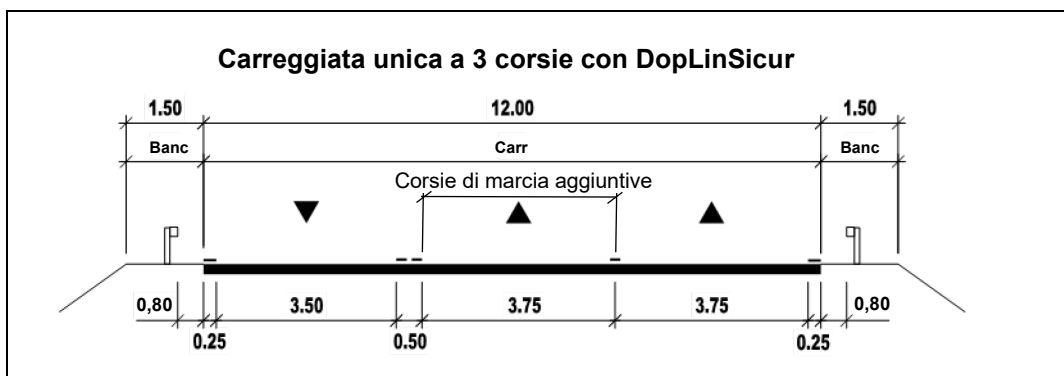 Carreggiata unica a 3 corsie con DopLinSicur
1.50 12.00 1.50
Banc Carr Banc
Corsie di marcia aggiuntive
0,80 3.50 3.75 3.75 0,80
0.25 0.50 0.25